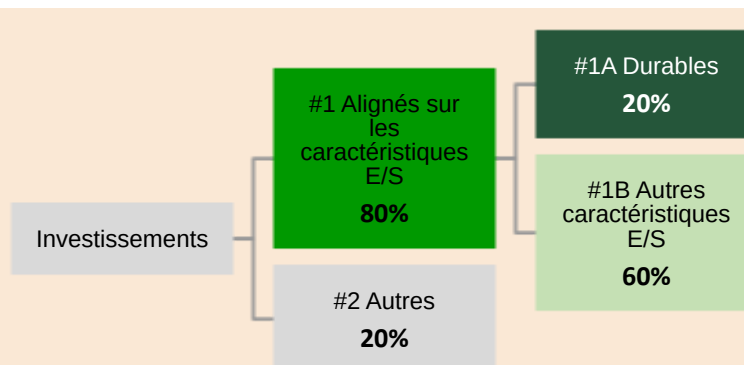 Investissements
#1 Alignés sur
les
caractéristiques
E/S
80%
#2 Autres
20%
#1A Durables
20%
#1B Autres
caractéristiques
E/S
60%